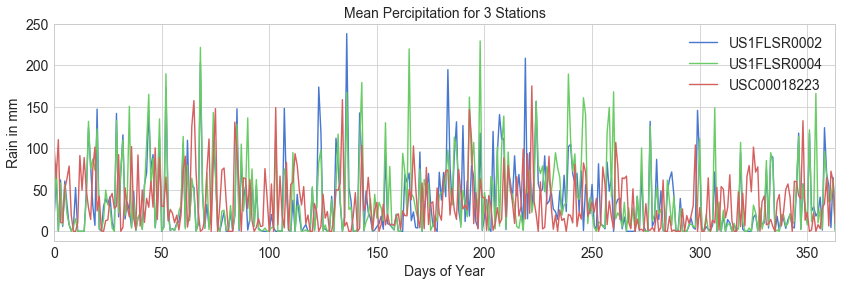 Mean Percipitation for 3 Stations
250
200
150
100
50
0
Rain in mm
US1FLSR0002
US1FLSR0004
USC00018223
0 50 100 150 200 250 300 350
Days of Year